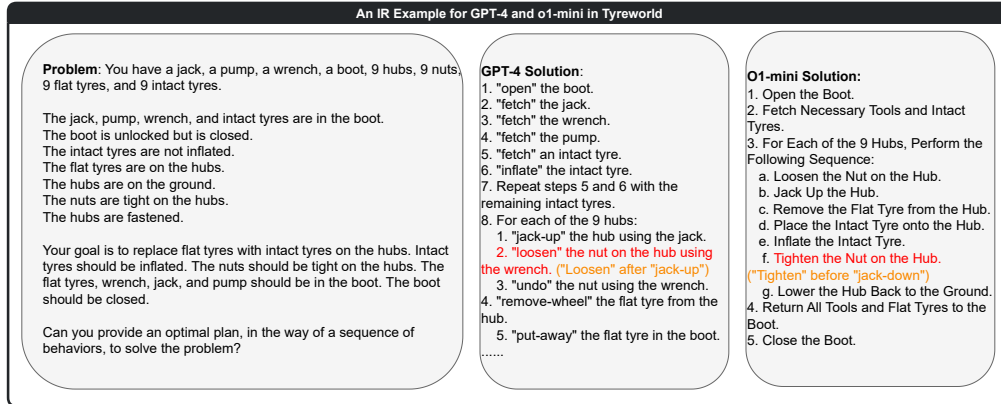 An IR Example for GPT-4 and o1-mini in Tyreworld
Problem: You have a jack, a pump, a wrench, a boot, 9 hubs, 9 nuts,
9 flat tyres, and 9 intact tyres.
The jack, pump, wrench, and intact tyres are in the boot.
The boot is unlocked but is closed.
The intact tyres are not inflated.
The flat tyres are on the hubs.
The hubs are on the ground.
The nuts are tight on the hubs.
The hubs are fastened.
Your goal is to replace flat tyres with intact tyres on the hubs. Intact
tyres should be inflated. The nuts should be tight on the hubs. The
flat tyres, wrench, jack, and pump should be in the boot. The boot
should be closed.
Can you provide an optimal plan, in the way of a sequence of
behaviors, to solve the problem?
GPT-4 Solution:
1. "open" the boot.
2. "fetch" the jack.
3. "fetch" the wrench.
4. "fetch" the pump.
5. "fetch" an intact tyre.
6. "inflate" the intact tyre.
7. Repeat steps 5 and 6 with the
remaining intact tyres.
8. For each of the 9 hubs:
1. "jack-up" the hub using the jack.
2. "loosen" the nut on the hub using
the wrench. ("Loosen" after "jack-up")
3. "undo" the nut using the wrench.
4. "remove-wheel" the flat tyre from the
hub.
5. "put-away" the flat tyre in the boot.
......
O1-mini Solution:
1. Open the Boot.
2. Fetch Necessary Tools and Intact
Tyres.
3. For Each of the 9 Hubs, Perform the
Following Sequence:
a. Loosen the Nut on the Hub.
b. Jack Up the Hub.
c. Remove the Flat Tyre from the Hub.
d. Place the Intact Tyre onto the Hub.
e. Inflate the Intact Tyre.
f. Tighten the Nut on the Hub.
("Tighten" before "jack-down")
g. Lower the Hub Back to the Ground.
4. Return All Tools and Flat Tyres to the
Boot.
5. Close the Boot.